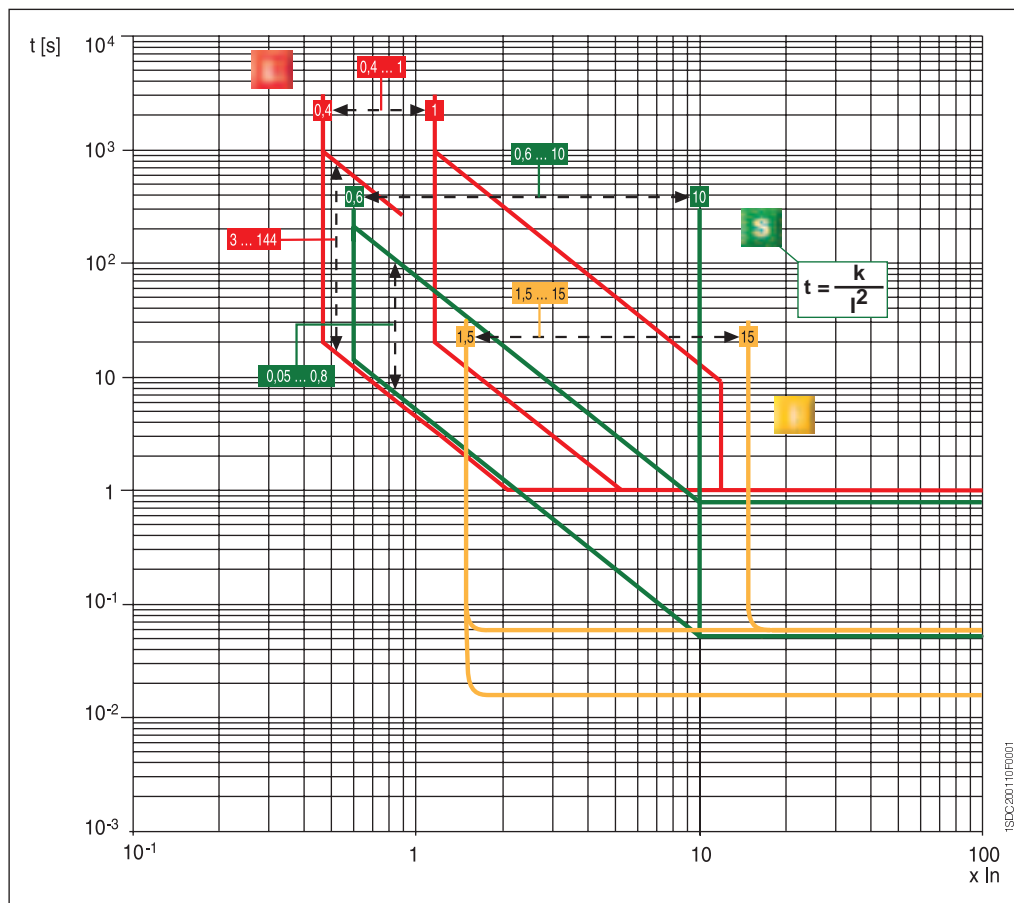 t [s]
10⁴
10³
10²
10
1
10⁻¹
10⁻²
10⁻³
L
0,4 ... 1
0,4
1
0,6 ... 10
0,6
10
S
t = k / I²
3 ... 144
1,5 ... 15
1,5
15
0,05 ... 0,8
I
10⁻¹
1
10
100
x In
1SDC200110F0001